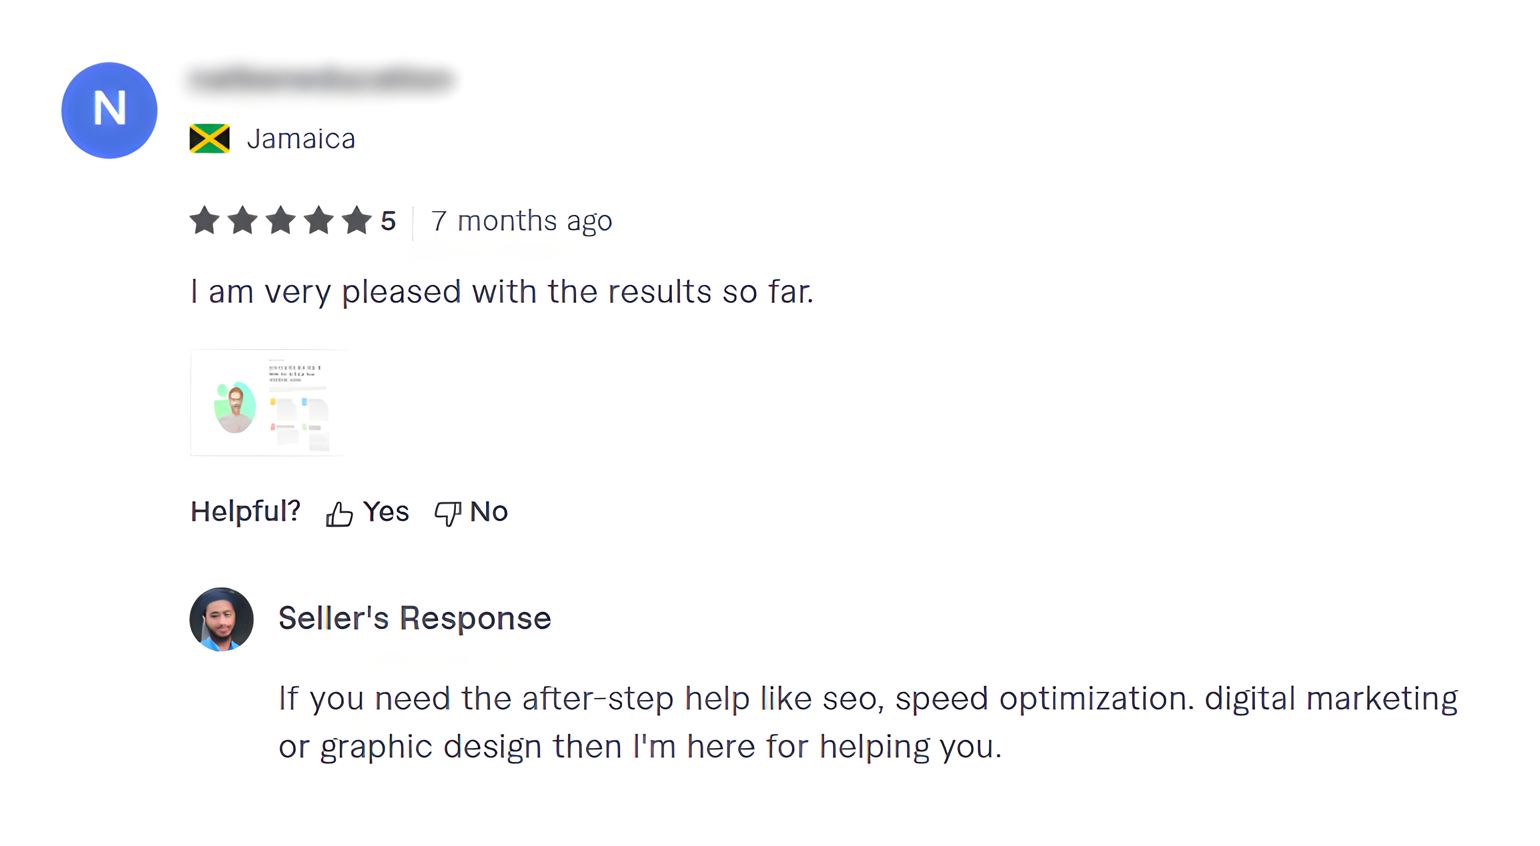 N
Jamaica
5
7 months ago
I am very pleased with the results so far.
Helpful?
Yes
No
Seller's Response
If you need the after-step help like seo, speed optimization. digital marketing
or graphic design then I'm here for helping you.